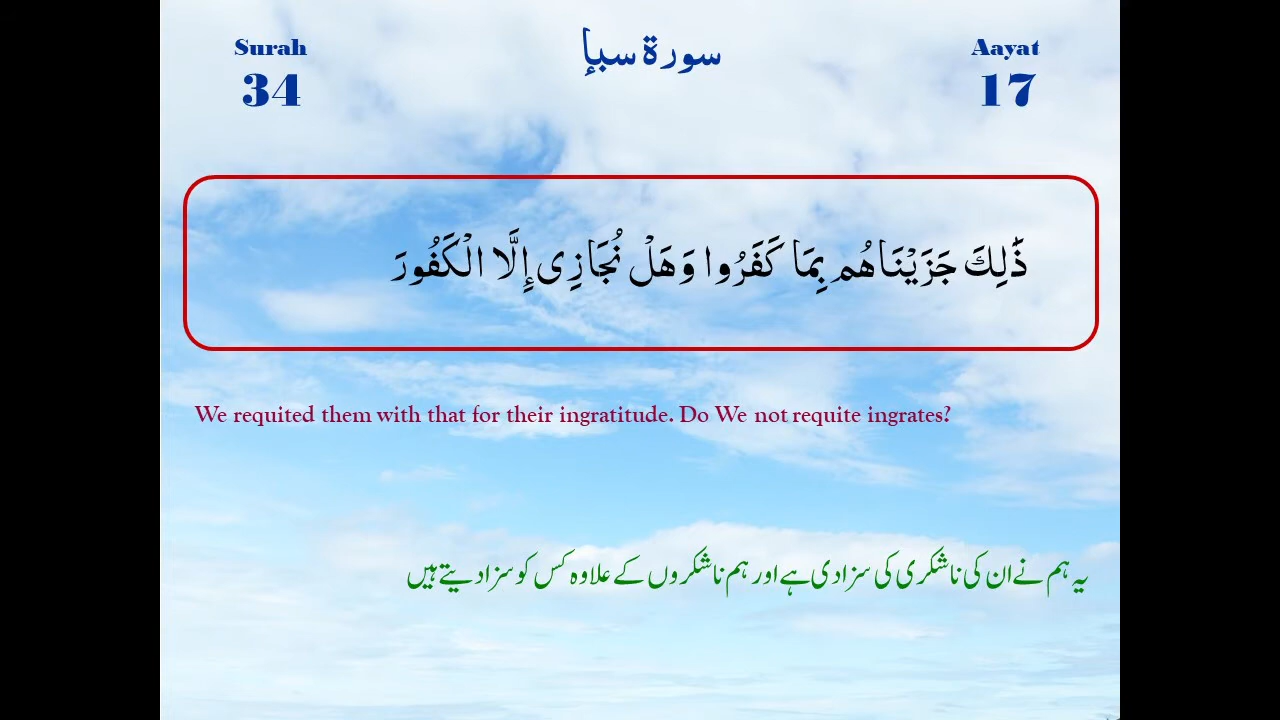 Surah
سورة سبإ
Aayat
34
17
ذَٰلِكَ جَزَيْنَاهُم بِمَا كَفَرُوا وَهَلْ نُجَازِي إِلَّا الْكَفُورَ
We requited them with that for their ingratitude. Do We not requite ingrates?
یہ ہم نے ان کی ناشکری کی سزا دی ہے اور ہم ناشکروں کے علاوہ کس کو سزا دیتے ہیں